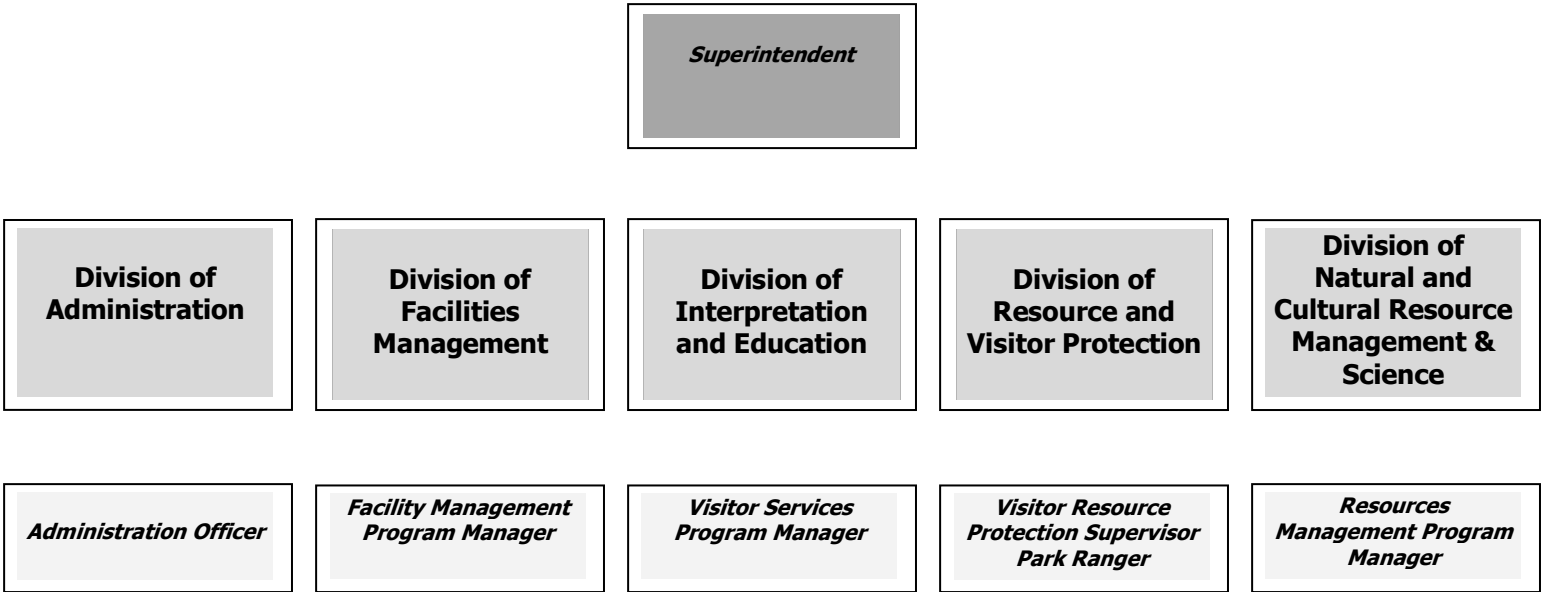 Superintendent
Division of
Administration
Division of
Facilities
Management
Division of
Interpretation
and Education
Division of
Resource and
Visitor Protection
Division of
Natural and
Cultural Resource
Management &
Science
Administration Officer
Facility Management
Program Manager
Visitor Services
Program Manager
Visitor Resource
Protection Supervisor
Park Ranger
Resources
Management Program
Manager